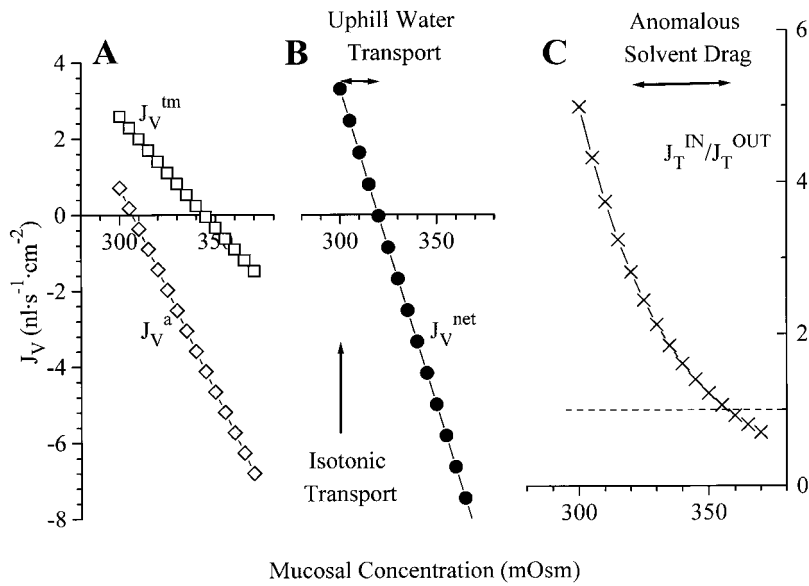 A
J_V^tm
J_V^a
J_V (nl·s⁻¹·cm⁻²)
4
2
0
-2
-4
-6
-8
300
350
Uphill Water
Transport
B
300
350
J_V^net
Isotonic
Transport
Anomalous
Solvent Drag
C
J_T^IN/J_T^OUT
6
4
2
0
300
350
Mucosal Concentration (mOsm)